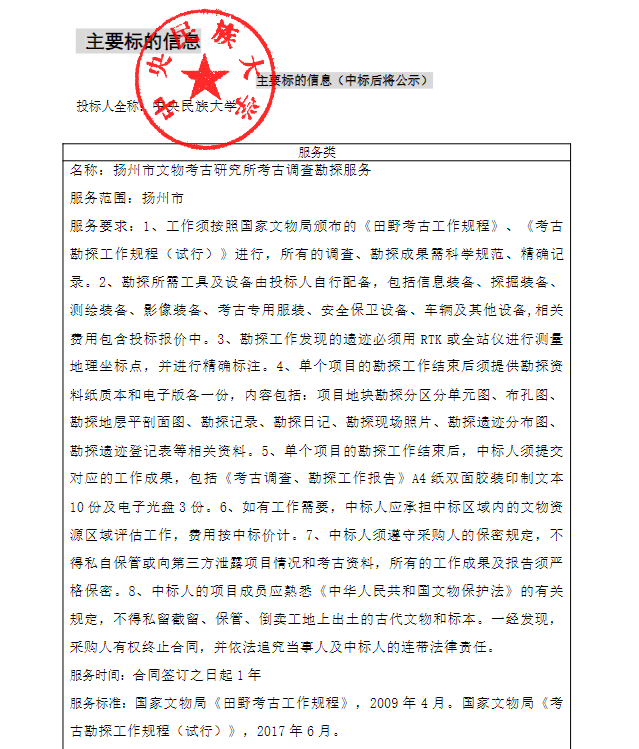 主要标的信息
中央民族大学
主要标的信息（中标后将公示）
投标人全称：中央民族大学
服务类
名称：扬州市文物考古研究所考古调查勘探服务
服务范围：扬州市
服务要求：1、工作须按照国家文物局颁布的《田野考古工作规程》、《考古
勘探工作规程（试行）》进行，所有的调查、勘探成果需科学规范、精确记
录。2、勘探所需工具及设备由投标人自行配备，包括信息装备、探掘装备、
测绘装备、影像装备、考古专用服装、安全保卫设备、车辆及其他设备,相关
费用包含投标报价中。3、勘探工作发现的遗迹必须用 RTK 或全站仪进行测量
地理坐标点，并进行精确标注。4、单个项目的勘探工作结束后须提供勘探资
料纸质本和电子版各一份，内容包括：项目地块勘探分区分单元图、布孔图、
勘探地层平剖面图、勘探记录、勘探日记、勘探现场照片、勘探遗迹分布图、
勘探遗迹登记表等相关资料。5、单个项目的勘探工作结束后，中标人须提交
对应的工作成果，包括《考古调查、勘探工作报告》A4 纸双面胶装印制文本
10 份及电子光盘 3 份。6、如有工作需要，中标人应承担中标区域内的文物资
源区域评估工作，费用按中标价计。7、中标人须遵守采购人的保密规定，不
得私自保管或向第三方泄露项目情况和考古资料，所有的工作成果及报告须严
格保密。8、中标人的项目成员应熟悉《中华人民共和国文物保护法》的有关
规定，不得私留截留、保管、倒卖工地上出土的古代文物和标本。一经发现，
采购人有权终止合同，并依法追究当事人及中标人的连带法律责任。
服务时间：合同签订之日起 1 年
服务标准：国家文物局《田野考古工作规程》，2009 年 4 月。国家文物局《考
古勘探工作规程（试行）》，2017 年 6 月。